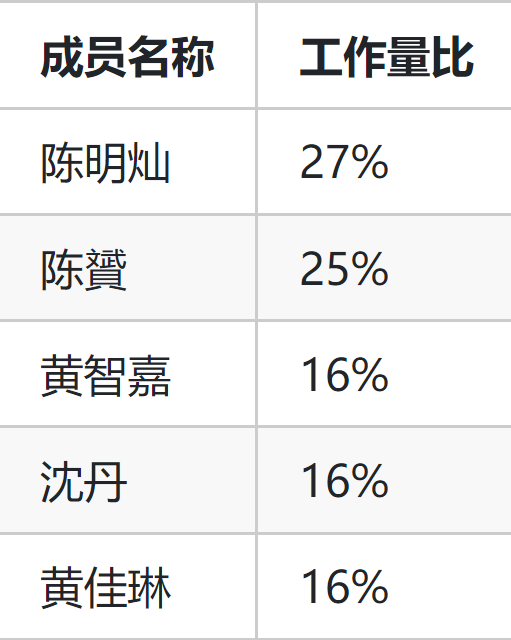 成员名称 工作量比
陈明灿 27%
陈赟 25%
黄智嘉 16%
沈丹 16%
黄佳琳 16%